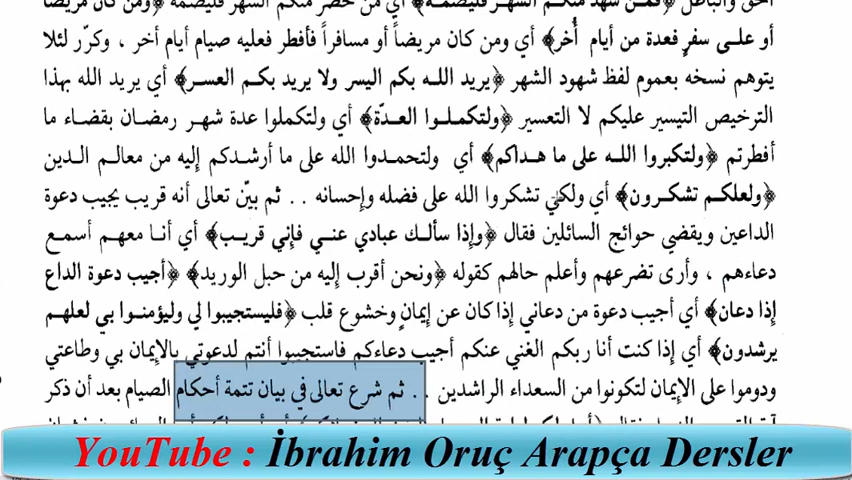 الحق والباطل ﴿فمن شهد منكم الشهر فليصمه﴾ أي من حضر منكم الشهر فليصمه ﴿ومن كان مريضاً
أو على سفرٍ فعدة من أيام أُخر﴾ أي ومن كان مريضاً أو مسافراً فأفطر فعليه صيام أيام أخر ، وكرّر لئلا
يتوهم نسخه بعموم لفظ شهود الشهر ﴿يريد الله بكم اليسر ولا يريد بكم العسر﴾ أي يريد الله بهذا
الترخيص التيسير عليكم لا التعسير ﴿ولتكملوا العدّة﴾ أي ولتكملوا عدة شهر رمضان بقضاء ما
أفطرتم ﴿ولتكبروا الله على ما هداكم﴾ أي ولتحمدوا الله على ما أرشدكم إليه من معالم الدين
﴿ولعلكم تشكرون﴾ أي ولكي تشكروا الله على فضله وإحسانه . . ثم بيّن تعالى أنه قريب يجيب دعوة
الداعين ويقضي حوائج السائلين فقال ﴿وإذا سألك عبادي عني فإني قريب﴾ أي أنا معهم أسمع
دعاءهم ، وأرى تضرعهم وأعلم حالهم كقوله ﴿ونحن أقرب إليه من حبل الوريد﴾ ﴿أجيب دعوة الداع
إذا دعان﴾ أي أجيب دعوة من دعاني إذا كان عن إيمانٍ وخشوع قلب ﴿فليستجيبوا لي وليؤمنوا بي لعلهم
يرشدون﴾ أي إذا كنت أنا ربكم الغني عنكم أجيب دعاءكم فاستجيبوا أنتم لدعوتي بالإيمان بي وطاعتي
ودوموا على الإيمان لتكونوا من السعداء الراشدين . . ثم شرع تعالى في بيان تتمة أحكام الصيام بعد أن ذكر
YouTube : İbrahim Oruç Arapça Dersler